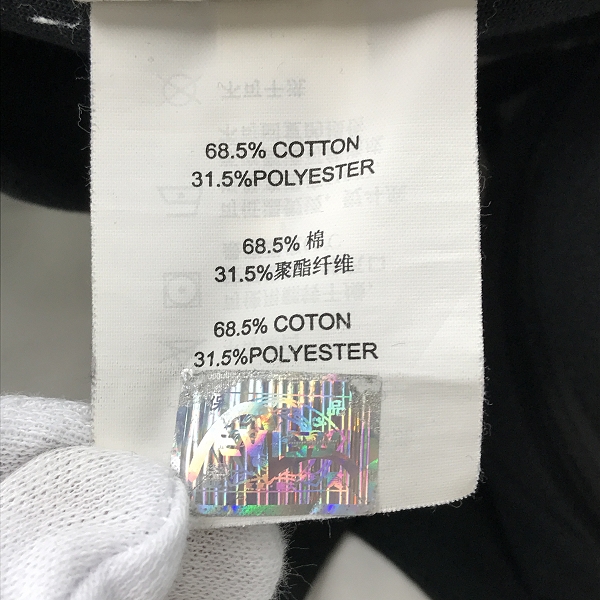 68.5% COTTON
31.5%POLYESTER
68.5% 棉
31.5%聚酯纤维
68.5% COTON
31.5%POLYESTER